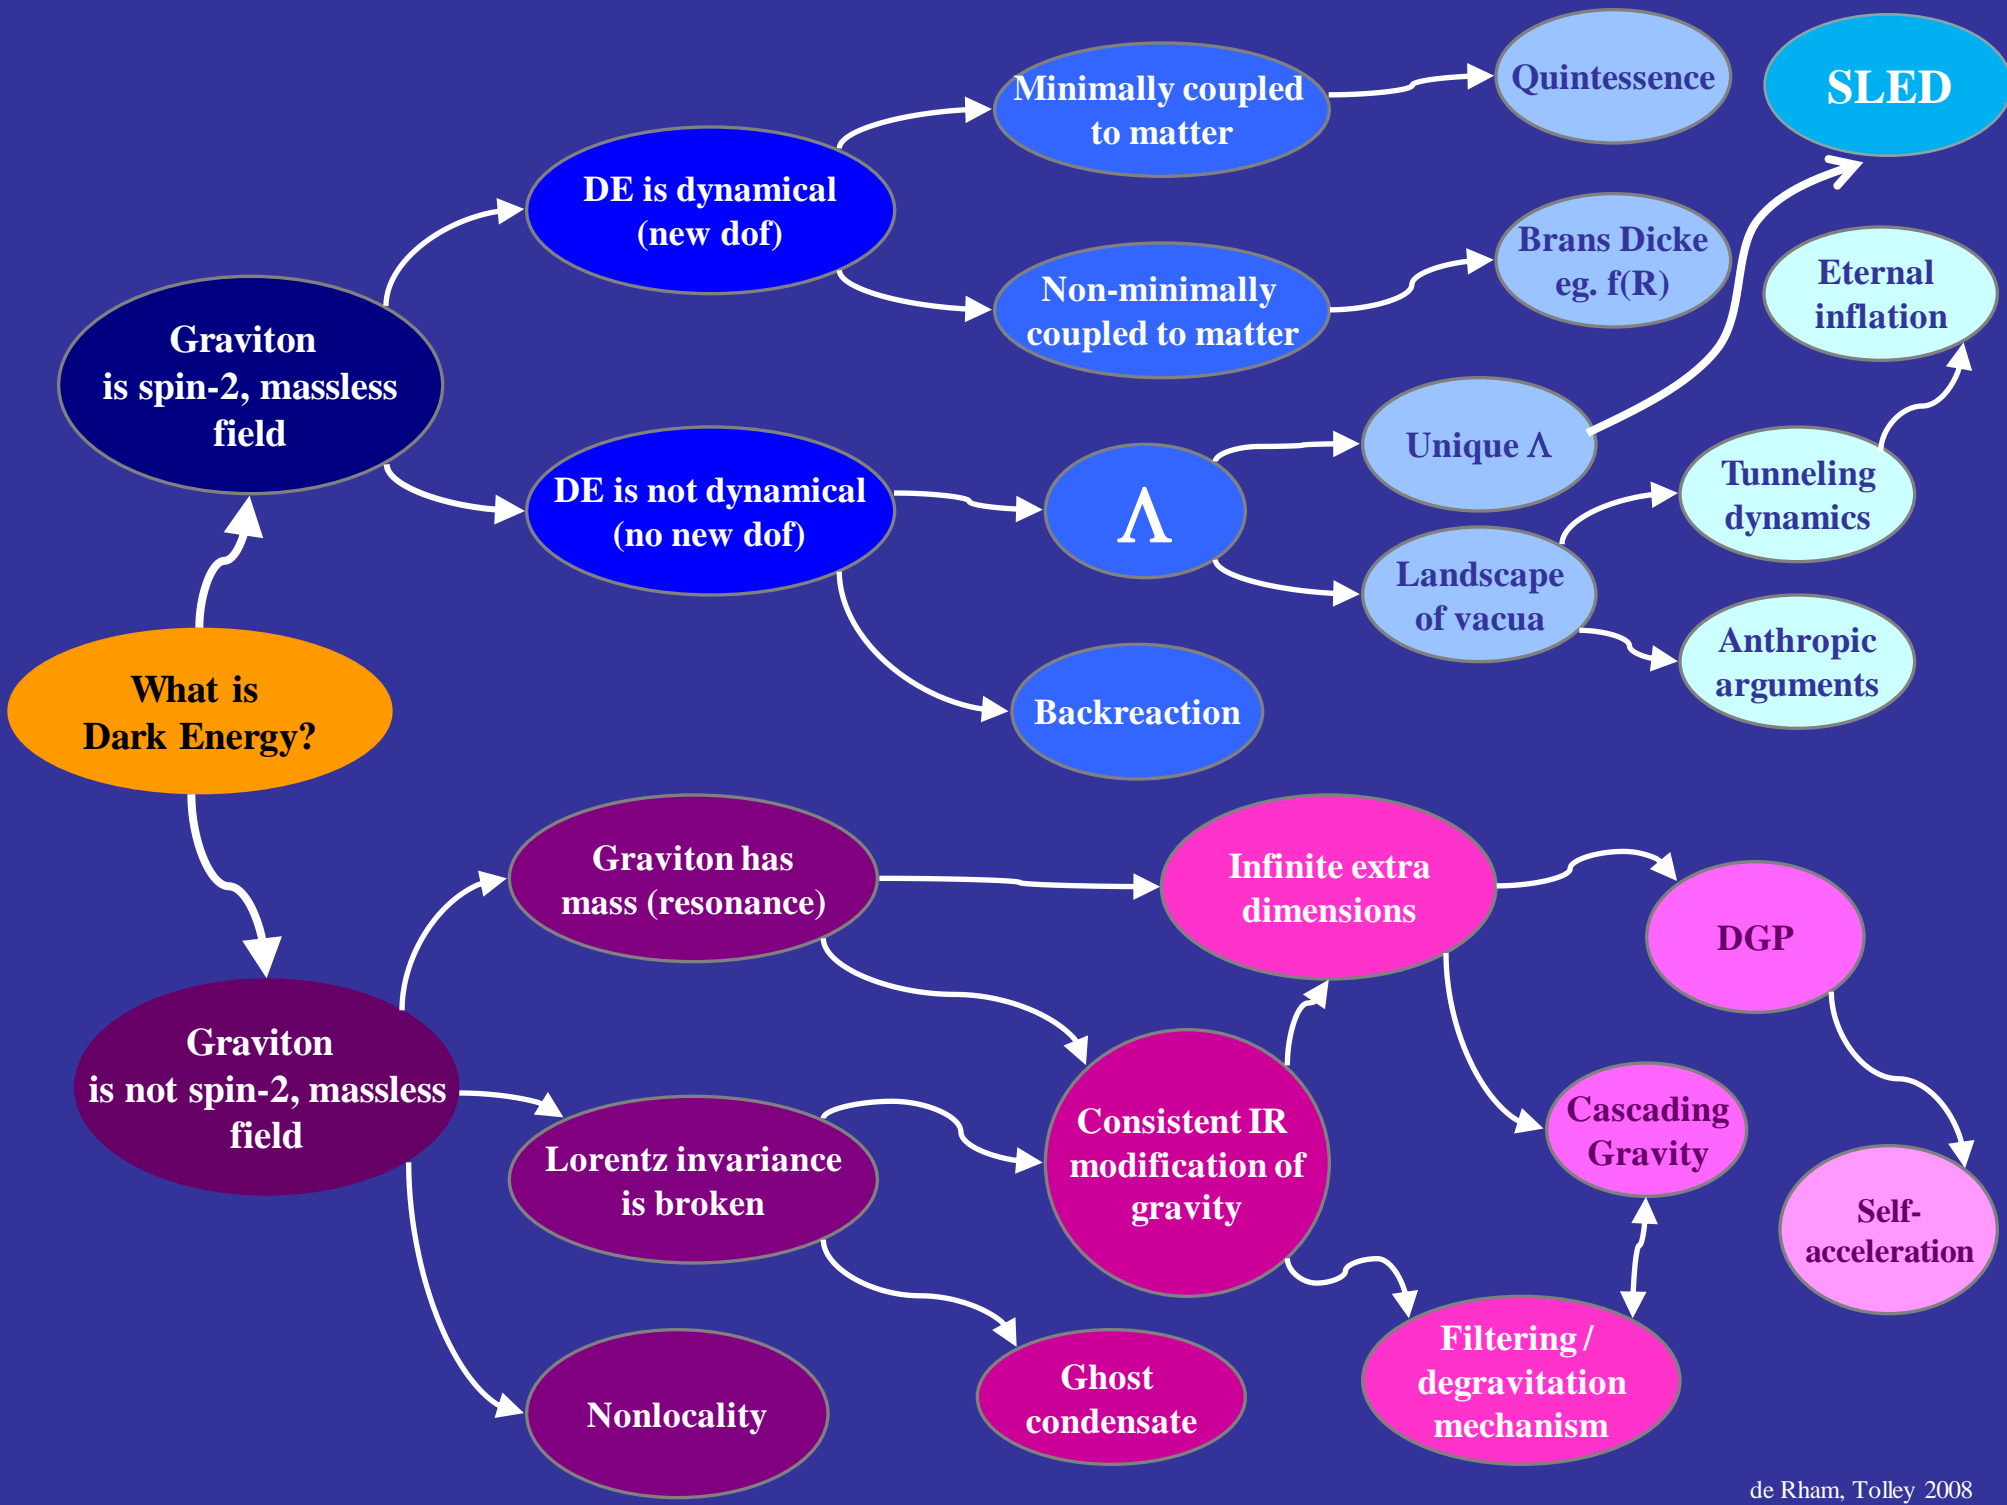 Minimally coupled
to matter
Quintessence
SLED
DE is dynamical
(new dof)
Brans Dicke
eg. f(R)
Non-minimally
coupled to matter
Eternal
inflation
Graviton
is spin-2, massless
field
Unique Λ
DE is not dynamical
(no new dof)
Λ
Tunneling
dynamics
Landscape
of vacua
Anthropic
arguments
What is
Dark Energy?
Backreaction
Graviton has
mass (resonance)
Infinite extra
dimensions
DGP
Graviton
is not spin-2, massless
field
Consistent IR
modification of
gravity
Cascading
Gravity
Lorentz invariance
is broken
Self-
acceleration
Filtering /
degravitation
mechanism
Ghost
condensate
Nonlocality
de Rham, Tolley 2008